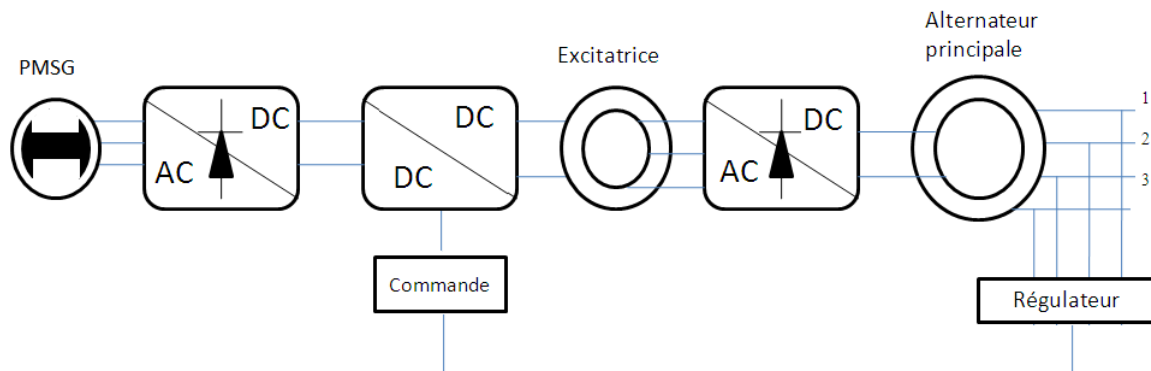 Alternateur
principale
Excitatrice
PMSG
1
DC
DC
DC
2
AC
DC
AC
3
Commande
Régulateur